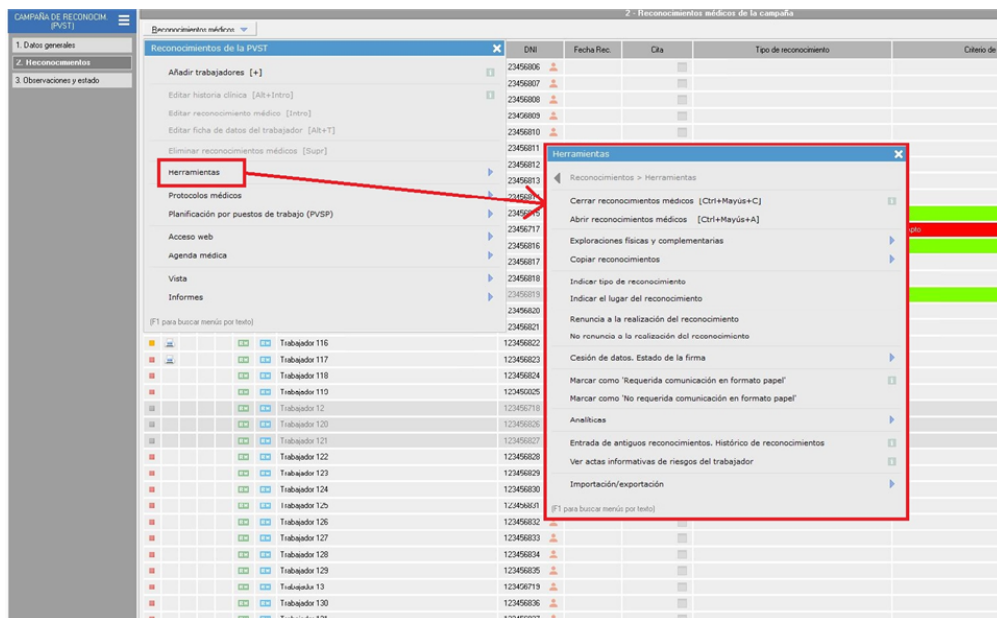 2 - Reconocimientos médicos de la campaña
CAMPAÑA DE RECONOCIM. (PVST)
1. Datos generales
2. Reconocimientos
3. Observaciones y estado
Reconocimientos médicos
Reconocimientos de la PVST
Añadir trabajadores [+]
Editar historia clínica [Alt+Intro]
Editar reconocimiento médico [Intro]
Editar ficha de datos del trabajador [Alt+T]
Eliminar reconocimientos médicos [Supr]
Herramientas
Protocolos médicos
Planificación por puestos de trabajo (PVSP)
Acceso web
Agenda médica
Vista
Informes
(F1 para buscar menús por texto)
DNI Fecha Rec. Cita Tipo de reconocimiento Criterio de
23456806
23456807
23456808
23456809
23456810
23456811
23456812
23456813
23456717
23456816
23456817
23456818
23456819
23456820
23456821
Herramientas
Reconocimientos > Herramientas
Cerrar reconocimientos médicos [Ctrl+Mayús+C]
Abrir reconocimientos médicos [Ctrl+Mayús+A]
Exploraciones físicas y complementarias
Copiar reconocimientos
Indicar tipo de reconocimiento
Indicar el lugar del reconocimiento
Renuncia a la realización del reconocimiento
No renuncia a la realización del reconocimiento
Cesión de datos. Estado de la firma
Marcar como 'Requerida comunicación en formato papel'
Marcar como 'No requerida comunicación en formato papel'
Analíticas
Entrada de antiguos reconocimientos. Histórico de reconocimientos
Ver actas informativas de riesgos del trabajador
Importación/exportación
(F1 para buscar menús por texto)
Trabajador 116 123456822
Trabajador 117 123456823
Trabajador 118 123456824
Trabajador 119 123456825
Trabajador 12 123456718
Trabajador 120 123456826
Trabajador 121 123456827
Trabajador 122 123456828
Trabajador 123 123456829
Trabajador 124 123456830
Trabajador 125 123456831
Trabajador 126 123456832
Trabajador 127 123456833
Trabajador 128 123456834
Trabajador 129 123456835
Trabajador 13 123456719
Trabajador 130 123456836